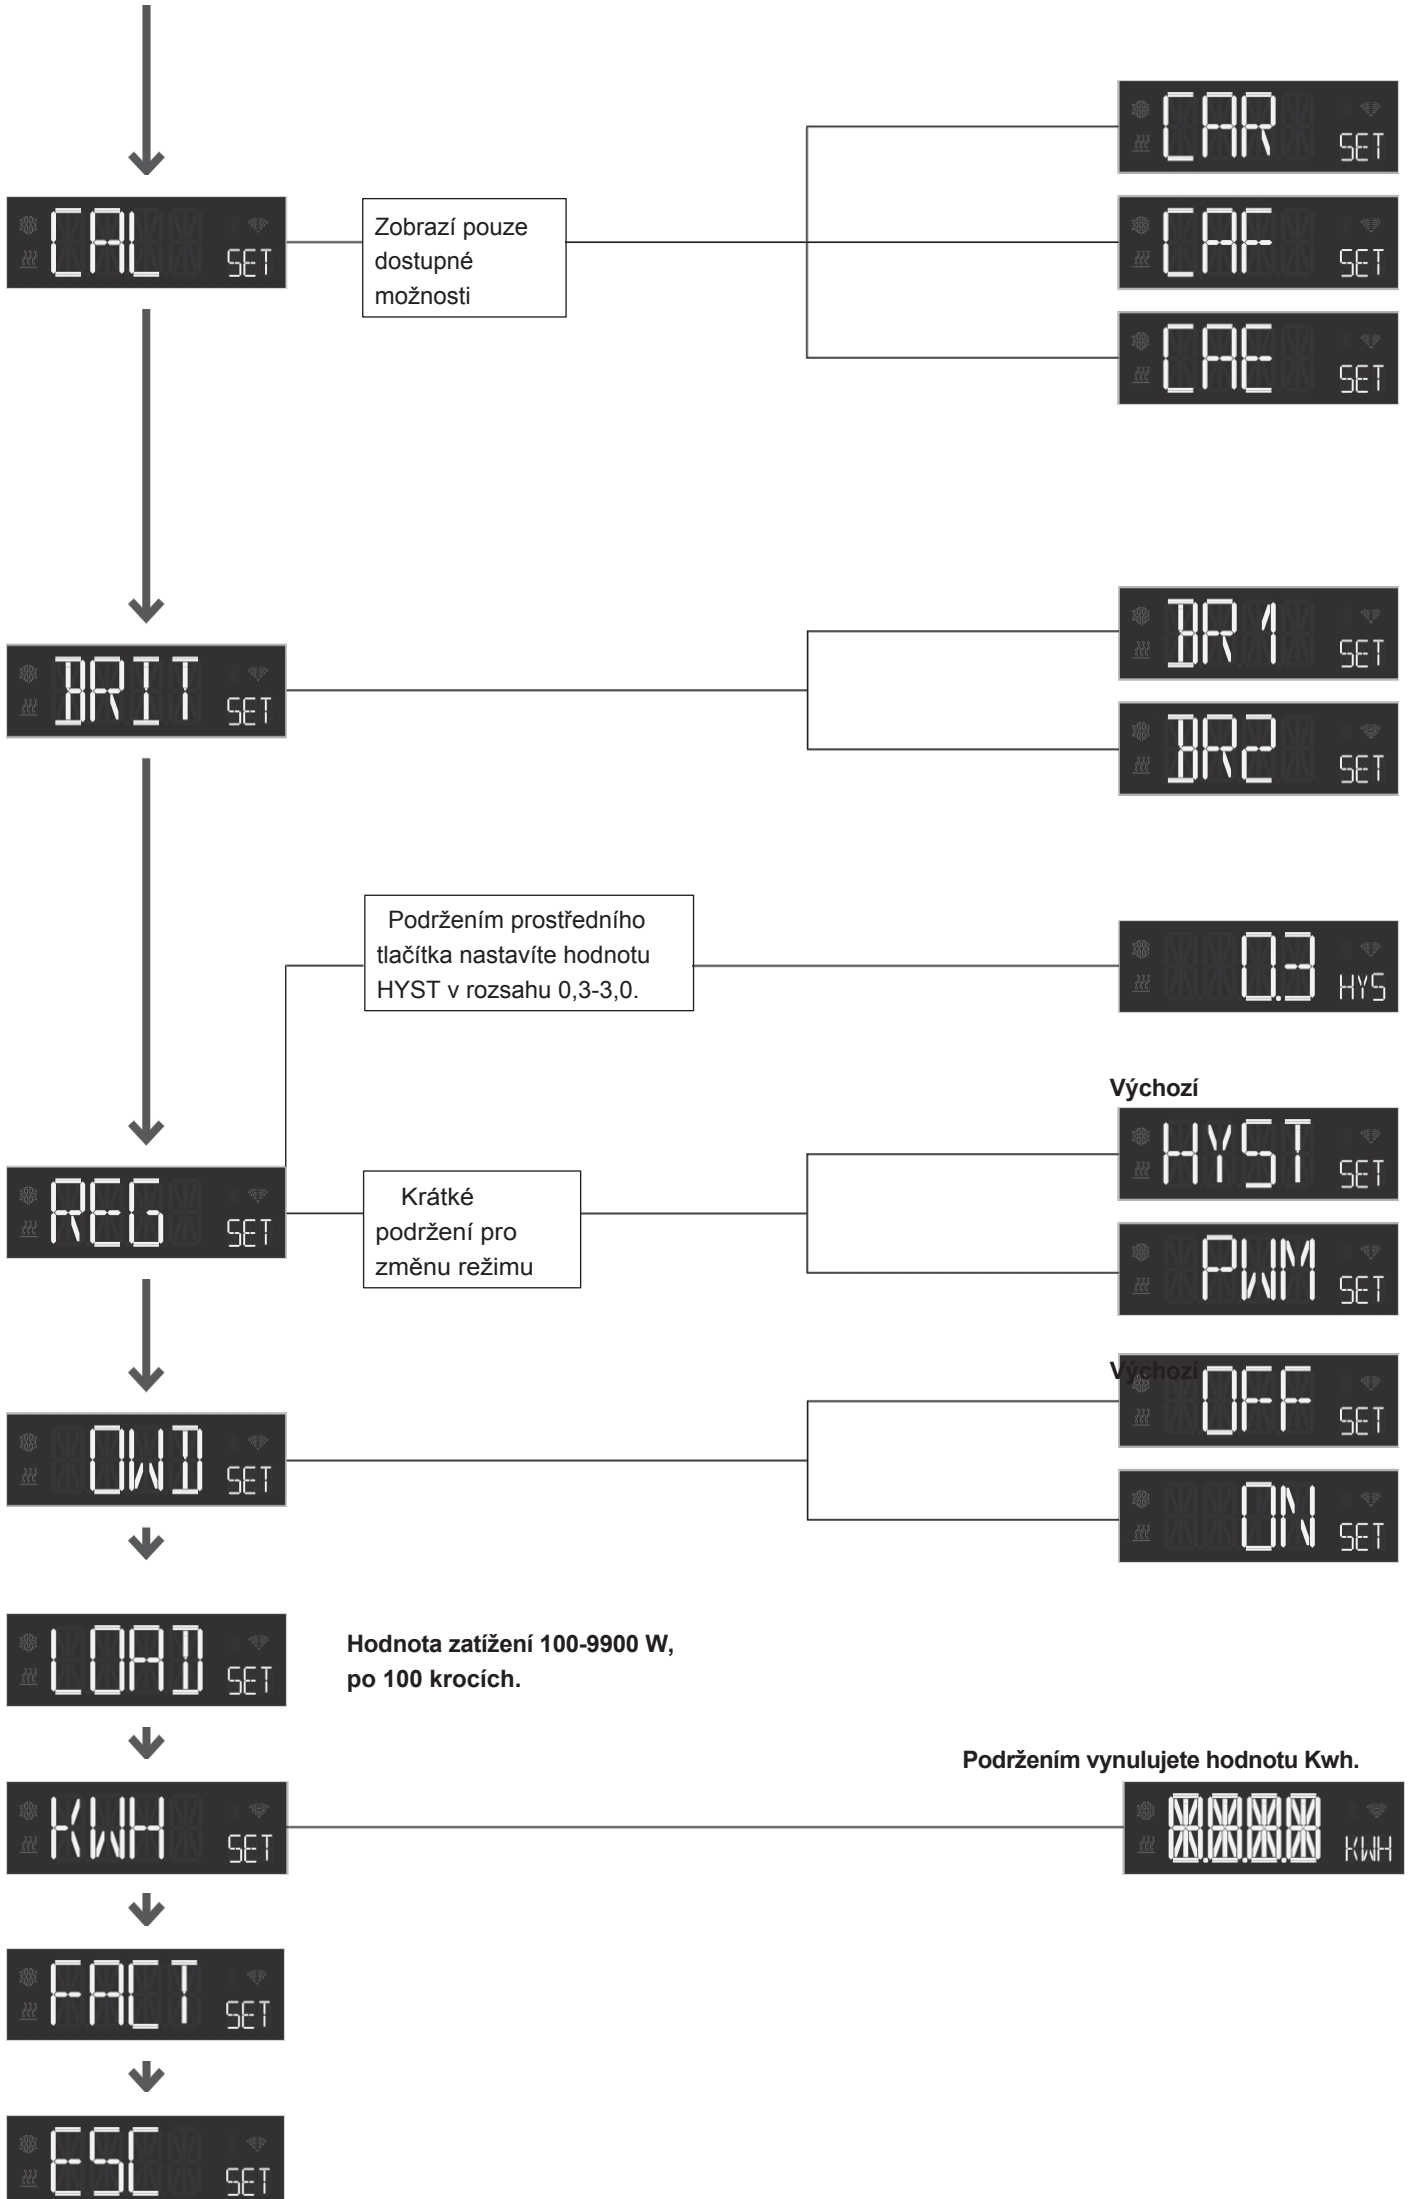 CAR
SET
CAL
SET
Zobrazí pouze
dostupné
možnosti
CAF
SET
CAE
SET
BRIT
SET
BR1
SET
BR2
SET
Podržením prostředního
tlačítka nastavíte hodnotu
HYST v rozsahu 0,3-3,0.
0.3
HYS
Výchozí
HYST
SET
REG
SET
Krátké
podržení pro
změnu režimu
PWM
SET
Výchozí
OFF
SET
OWD
SET
ON
SET
LOAD
SET
Hodnota zatížení 100-9900 W,
po 100 krocích.
Podržením vynulujete hodnotu Kwh.
KWH
SET
KWH
FACT
SET
ESC
SET